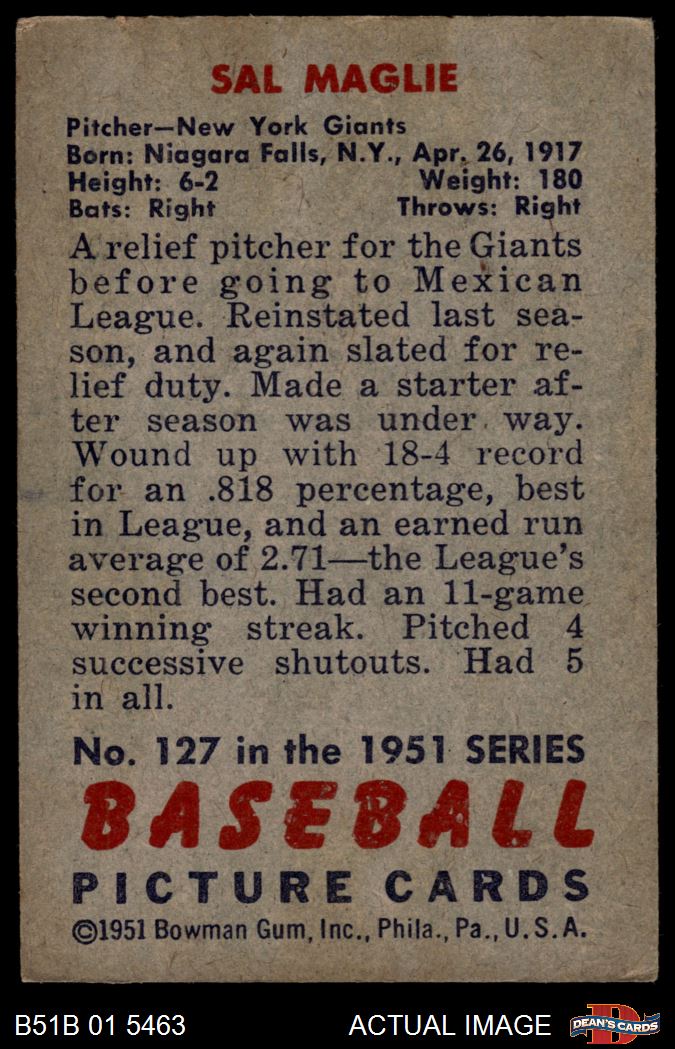 SAL MAGLIE
Pitcher—New York Giants
Born: Niagara Falls, N.Y., Apr. 26, 1917
Height: 6-2 Weight: 180
Bats: Right Throws: Right
A relief pitcher for the Giants
before going to Mexican
League. Reinstated last sea-
son, and again slated for re-
lief duty. Made a starter af-
ter season was under way.
Wound up with 18-4 record
for an .818 percentage, best
in League, and an earned run
average of 2.71—the League's
second best. Had an 11-game
winning streak. Pitched 4
successive shutouts. Had 5
in all.
No. 127 in the 1951 SERIES
BASEBALL
PICTURE CARDS
©1951 Bowman Gum, Inc., Phila., Pa., U.S.A.
B51B 01 5463 ACTUAL IMAGE D DEAN'S CARDS